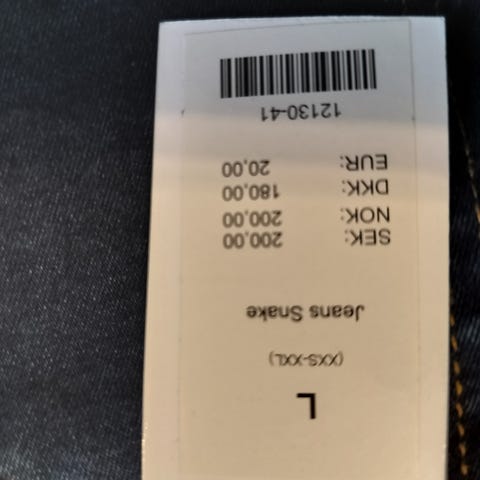 L
(XXS-XXL)
Jeans Snake
SEK: 200,00
NOK: 200,00
DKK: 180,00
EUR: 20,00
12130-41